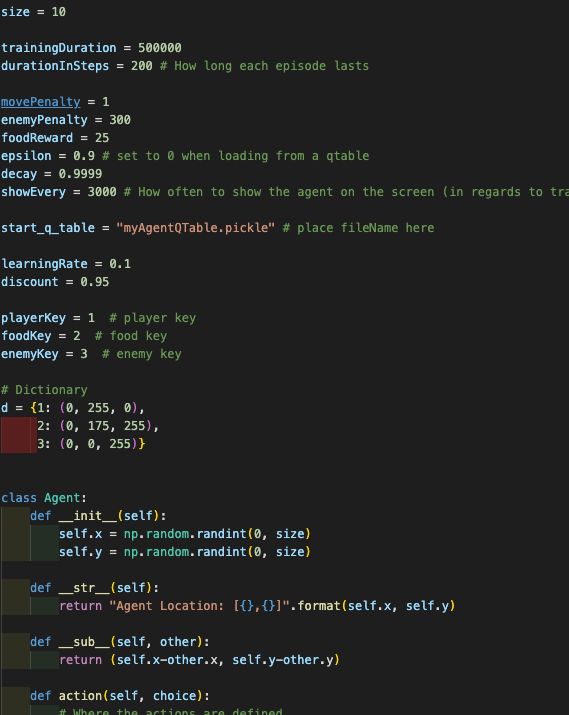 size = 10
trainingDuration = 500000
durationInSteps = 200 # How long each episode lasts
movePenalty = 1
enemyPenalty = 300
foodReward = 25
epsilon = 0.9 # set to 0 when loading from a qtable
decay = 0.9999
showEvery = 3000 # How often to show the agent on the screen (in regards to tra
start_q_table = "myAgentQTable.pickle" # place fileName here
learningRate = 0.1
discount = 0.95
playerKey = 1  # player key
foodKey = 2  # food key
enemyKey = 3  # enemy key
# Dictionary
d = {1: (0, 255, 0),
     2: (0, 175, 255),
     3: (0, 0, 255)}
class Agent:
    def __init__(self):
        self.x = np.random.randint(0, size)
        self.y = np.random.randint(0, size)
    def __str__(self):
        return "Agent Location: [{},{}]".format(self.x, self.y)
    def __sub__(self, other):
        return (self.x-other.x, self.y-other.y)
    def action(self, choice):
        # Where the actions are defined